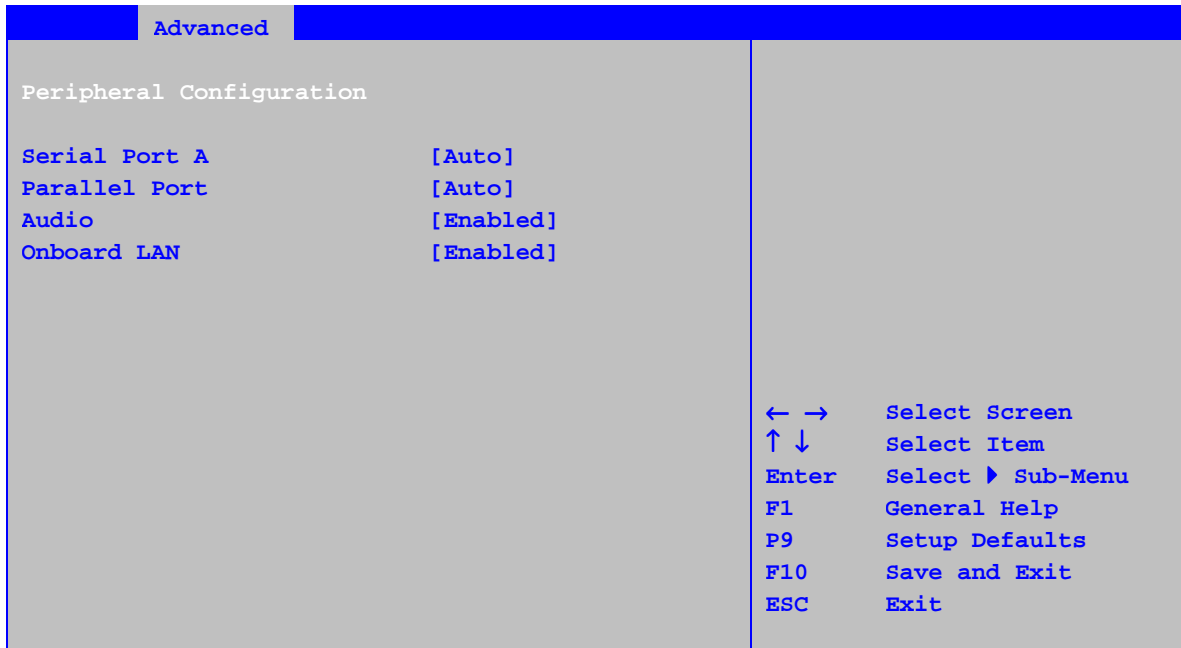 Advanced
Peripheral Configuration
Serial Port A [Auto]
Parallel Port [Auto]
Audio [Enabled]
Onboard LAN [Enabled]
← → Select Screen
↑ ↓ Select Item
Enter Select ▶ Sub-Menu
F1 General Help
P9 Setup Defaults
F10 Save and Exit
ESC Exit